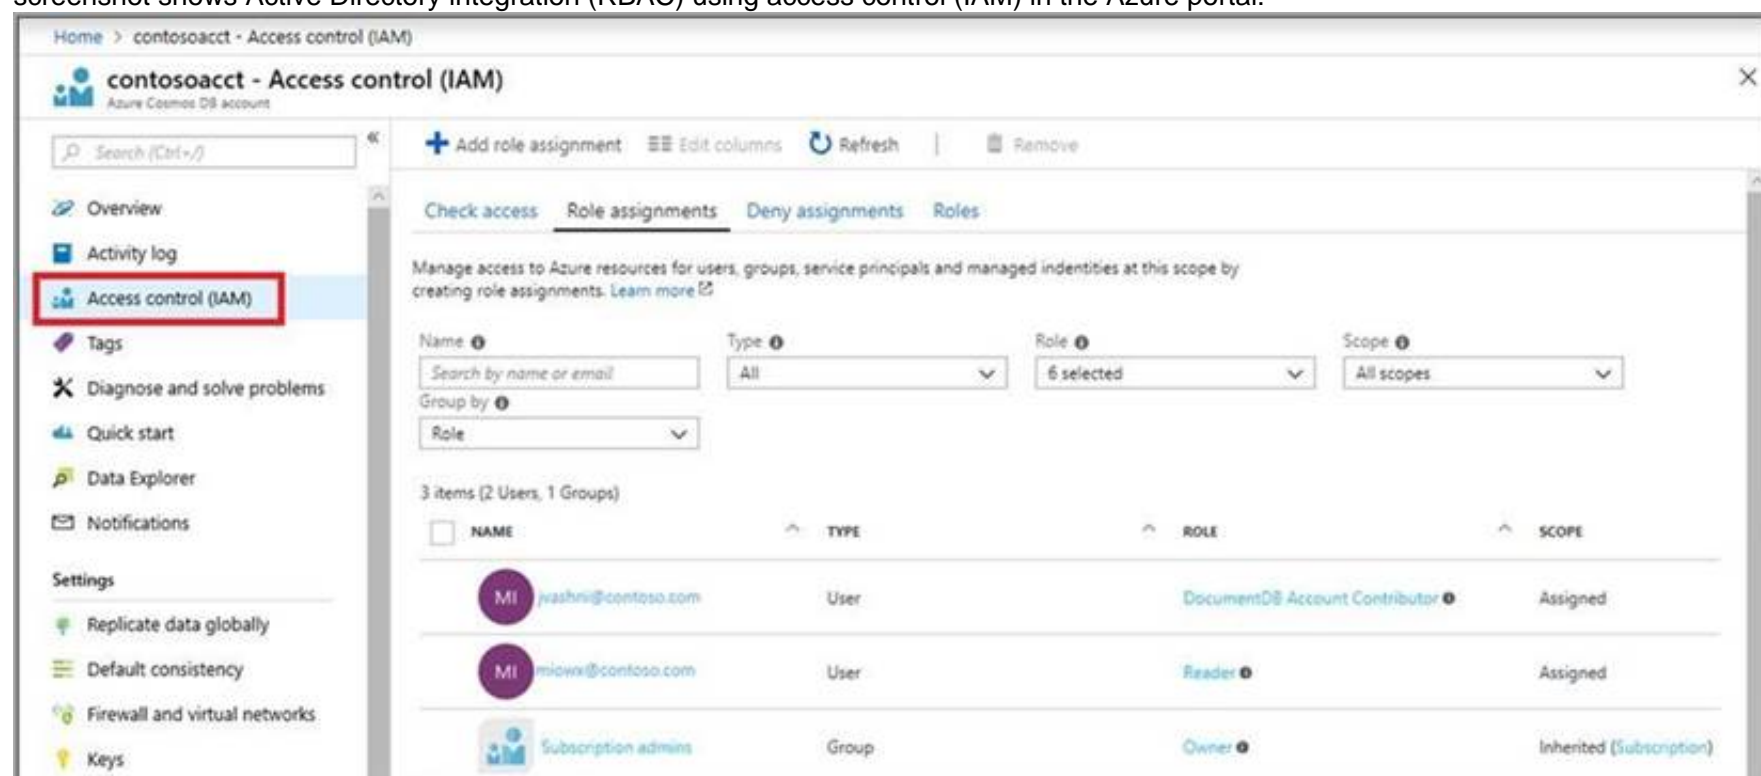 screenshot shows Active Directory integration (RBAC) using access control (IAM) in the Azure portal:
Home > contosoacct - Access control (IAM)
contosoacct - Access control (IAM)
Azure Cosmos DB account
Search (Ctrl+/)
Overview
Activity log
Access control (IAM)
Tags
Diagnose and solve problems
Quick start
Data Explorer
Notifications
Settings
Replicate data globally
Default consistency
Firewall and virtual networks
Keys
Add role assignment Edit columns Refresh | Remove
Check access Role assignments Deny assignments Roles
Manage access to Azure resources for users, groups, service principals and managed indentities at this scope by
creating role assignments. Learn more
Name Type Role Scope
Search by name or email All 6 selected All scopes
Group by
Role
3 items (2 Users, 1 Groups)
NAME TYPE ROLE SCOPE
MI jvashni@contoso.com User DocumentDB Account Contributor Assigned
MI miowx@contoso.com User Reader Assigned
Subscription admins Group Owner Inherited (Subscription)